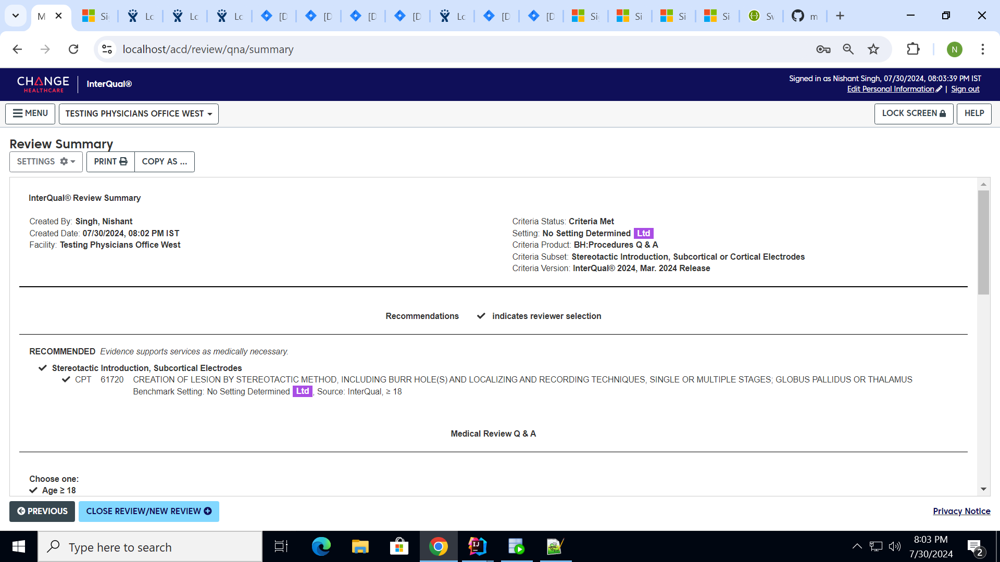 M
Si
Lo
Lo
Lo
[D
[D
[D
[D
Lo
[D
[D
Sig
Si
Si
Si
Sv
m
localhost/acd/review/qna/summary
N
CHANGE
HEALTHCARE
InterQual®
Signed in as Nishant Singh, 07/30/2024, 08:03:39 PM IST
Edit Personal Information | Sign out
MENU
TESTING PHYSICIANS OFFICE WEST
LOCK SCREEN
HELP
Review Summary
SETTINGS
PRINT
COPY AS ...
InterQual® Review Summary
Created By: Singh, Nishant
Created Date: 07/30/2024, 08:02 PM IST
Facility: Testing Physicians Office West
Criteria Status: Criteria Met
Setting: No Setting Determined Ltd
Criteria Product: BH:Procedures Q & A
Criteria Subset: Stereotactic Introduction, Subcortical or Cortical Electrodes
Criteria Version: InterQual® 2024, Mar. 2024 Release
Recommendations ✔ indicates reviewer selection
RECOMMENDED Evidence supports services as medically necessary.
✔ Stereotactic Introduction, Subcortical Electrodes
✔ CPT 61720 CREATION OF LESION BY STEREOTACTIC METHOD, INCLUDING BURR HOLE(S) AND LOCALIZING AND RECORDING TECHNIQUES, SINGLE OR MULTIPLE STAGES; GLOBUS PALLIDUS OR THALAMUS
Benchmark Setting: No Setting Determined Ltd, Source: InterQual, ≥ 18
Medical Review Q & A
Choose one:
✔ Age ≥ 18
PREVIOUS
CLOSE REVIEW/NEW REVIEW
Privacy Notice
Type here to search
IJ
8:03 PM
7/30/2024
2